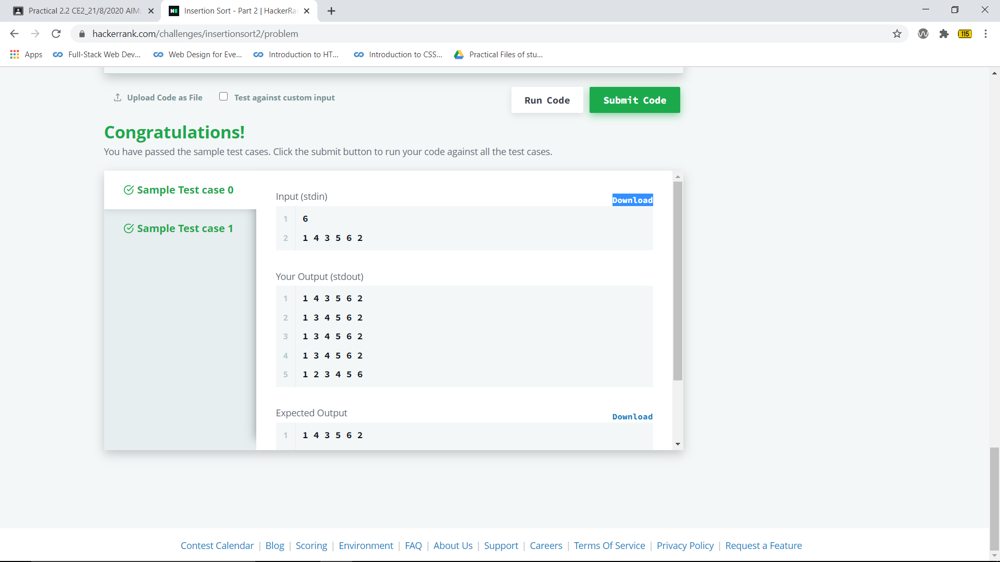 Practical 2.2 CE2_21/8/2020 AIM:
Insertion Sort - Part 2 | HackerRa
hackerrank.com/challenges/insertionsort2/problem
115
Apps
Full-Stack Web Dev...
Web Design for Eve...
Introduction to HT...
Introduction to CSS...
Practical Files of stu...
Upload Code as File
Test against custom input
Run Code
Submit Code
Congratulations!
You have passed the sample test cases. Click the submit button to run your code against all the test cases.
Sample Test case 0
Sample Test case 1
Input (stdin)
Download
1 6
2 1 4 3 5 6 2
Your Output (stdout)
1 1 4 3 5 6 2
2 1 3 4 5 6 2
3 1 3 4 5 6 2
4 1 3 4 5 6 2
5 1 2 3 4 5 6
Expected Output
Download
1 1 4 3 5 6 2
Contest Calendar | Blog | Scoring | Environment | FAQ | About Us | Support | Careers | Terms Of Service | Privacy Policy | Request a Feature